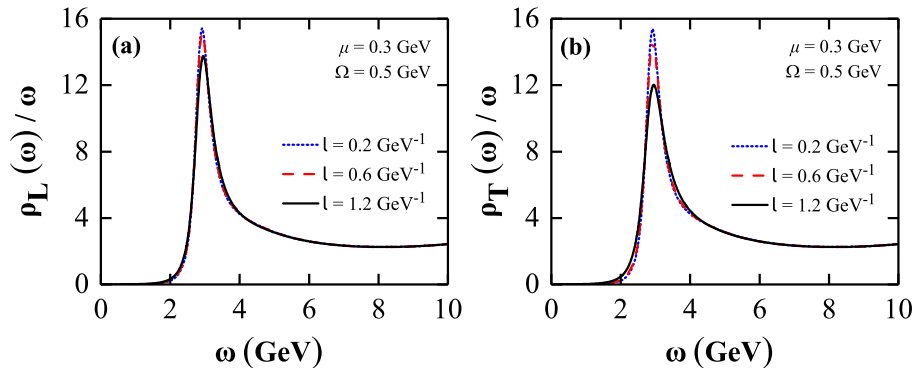 16
12
8
4
0
0 2 4 6 8 10
ρL (ω) / ω
ω (GeV)
(a)
μ = 0.3 GeV
Ω = 0.5 GeV
l = 0.2 GeV⁻¹
l = 0.6 GeV⁻¹
l = 1.2 GeV⁻¹
16
12
8
4
0
0 2 4 6 8 10
ρT (ω) / ω
ω (GeV)
(b)
μ = 0.3 GeV
Ω = 0.5 GeV
l = 0.2 GeV⁻¹
l = 0.6 GeV⁻¹
l = 1.2 GeV⁻¹